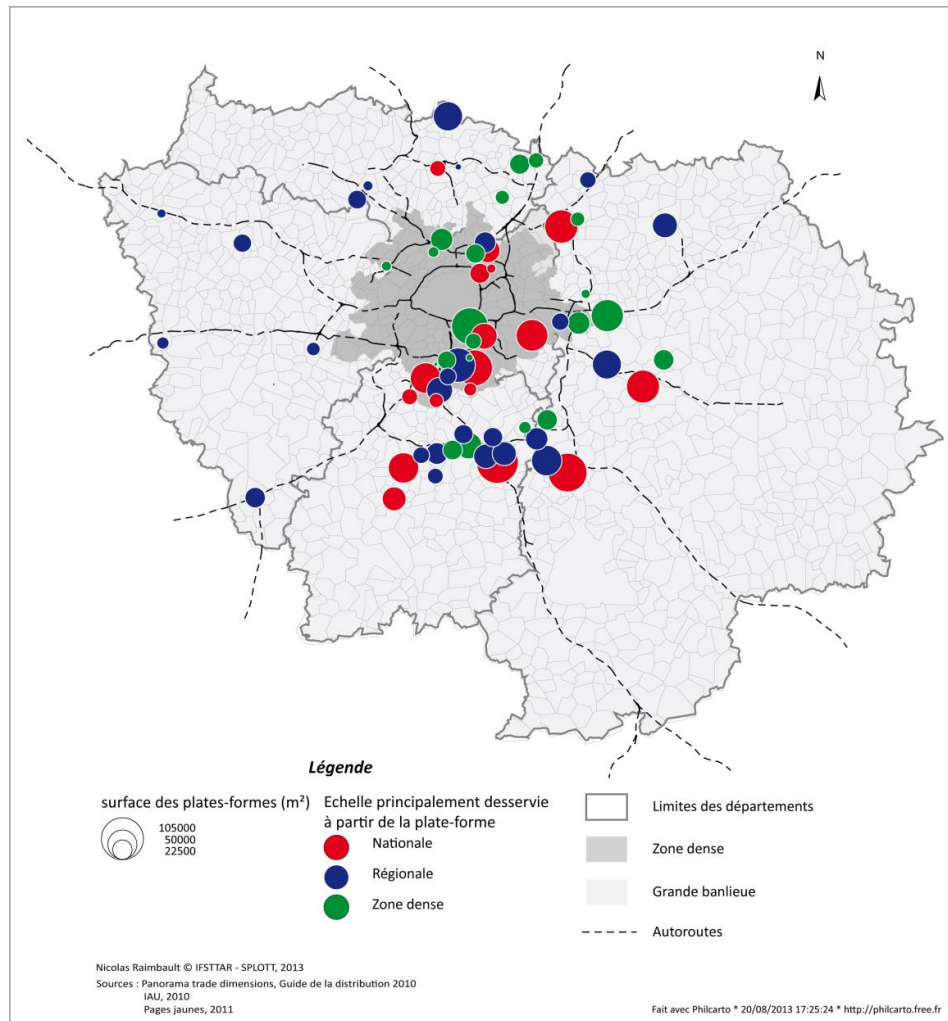 N
Légende
surface des plates-formes (m²)
105000
50000
22500
Echelle principalement desservie
à partir de la plate-forme
Nationale
Régionale
Zone dense
Limites des départements
Zone dense
Grande banlieue
Autoroutes
Nicolas Raimbault © IFSTTAR - SPLOTT, 2013
Sources : Panorama trade dimensions, Guide de la distribution 2010
IAU, 2010
Pages jaunes, 2011
Fait avec Philcarto * 20/08/2013 17:25:24 * http://philcarto.free.fr